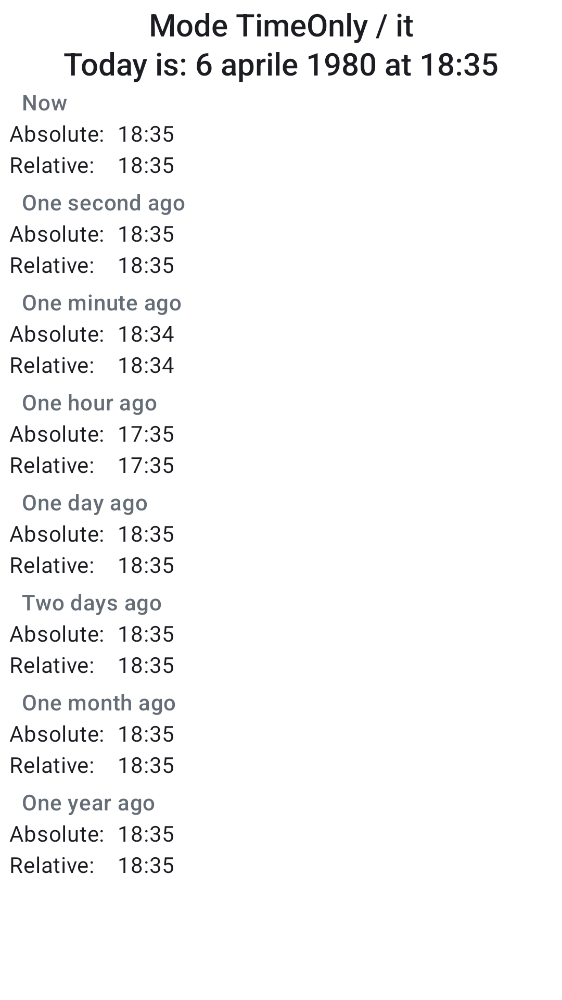 Mode TimeOnly / it
Today is: 6 aprile 1980 at 18:35
Now
Absolute: 18:35
Relative: 18:35
One second ago
Absolute: 18:35
Relative: 18:35
One minute ago
Absolute: 18:34
Relative: 18:34
One hour ago
Absolute: 17:35
Relative: 17:35
One day ago
Absolute: 18:35
Relative: 18:35
Two days ago
Absolute: 18:35
Relative: 18:35
One month ago
Absolute: 18:35
Relative: 18:35
One year ago
Absolute: 18:35
Relative: 18:35